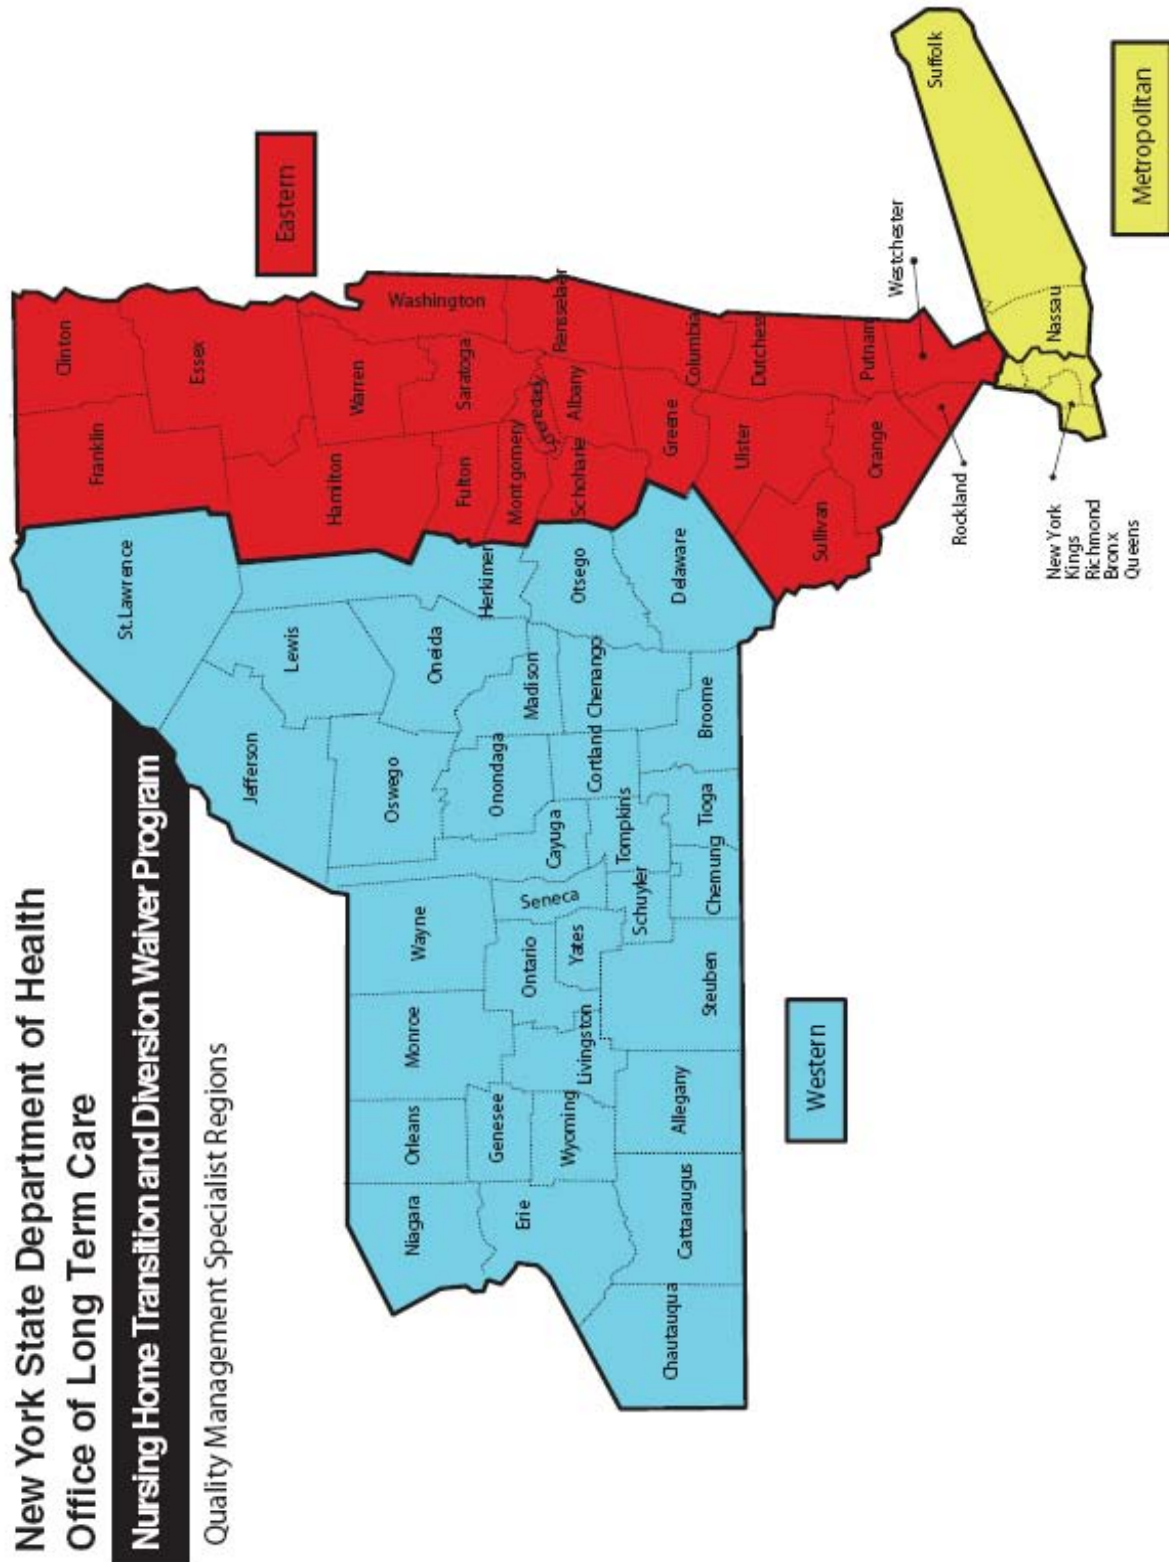 New York State Department of Health
Office of Long Term Care
Nursing Home Transition and Diversion Waiver Program
Quality Management Specialist Regions
Clinton
Franklin
Essex
St.Lawrence
Eastern
Warren
Hamilton
Washington
Lewis
Jefferson
Saratoga
Fulton
Herkimer
Oneida
Oswego
Montgomery
Schenectady
Rensselaer
Albany
Schoharie
Otsego
Madison
Onondaga
Cayuga
Wayne
Monroe
Orleans
Niagara
Genesee
Erie
Wyoming
Livingston
Ontario
Yates
Seneca
Cortland
Chenango
Tompkins
Schuyler
Columbia
Greene
Delaware
Broome
Tioga
Chemung
Steuben
Allegany
Cattaraugus
Chautauqua
Dutchess
Ulster
Sullivan
Orange
Putnam
Westchester
Rockland
Western
Suffolk
Nassau
New York
Kings
Richmond
Bronx
Queens
Metropolitan